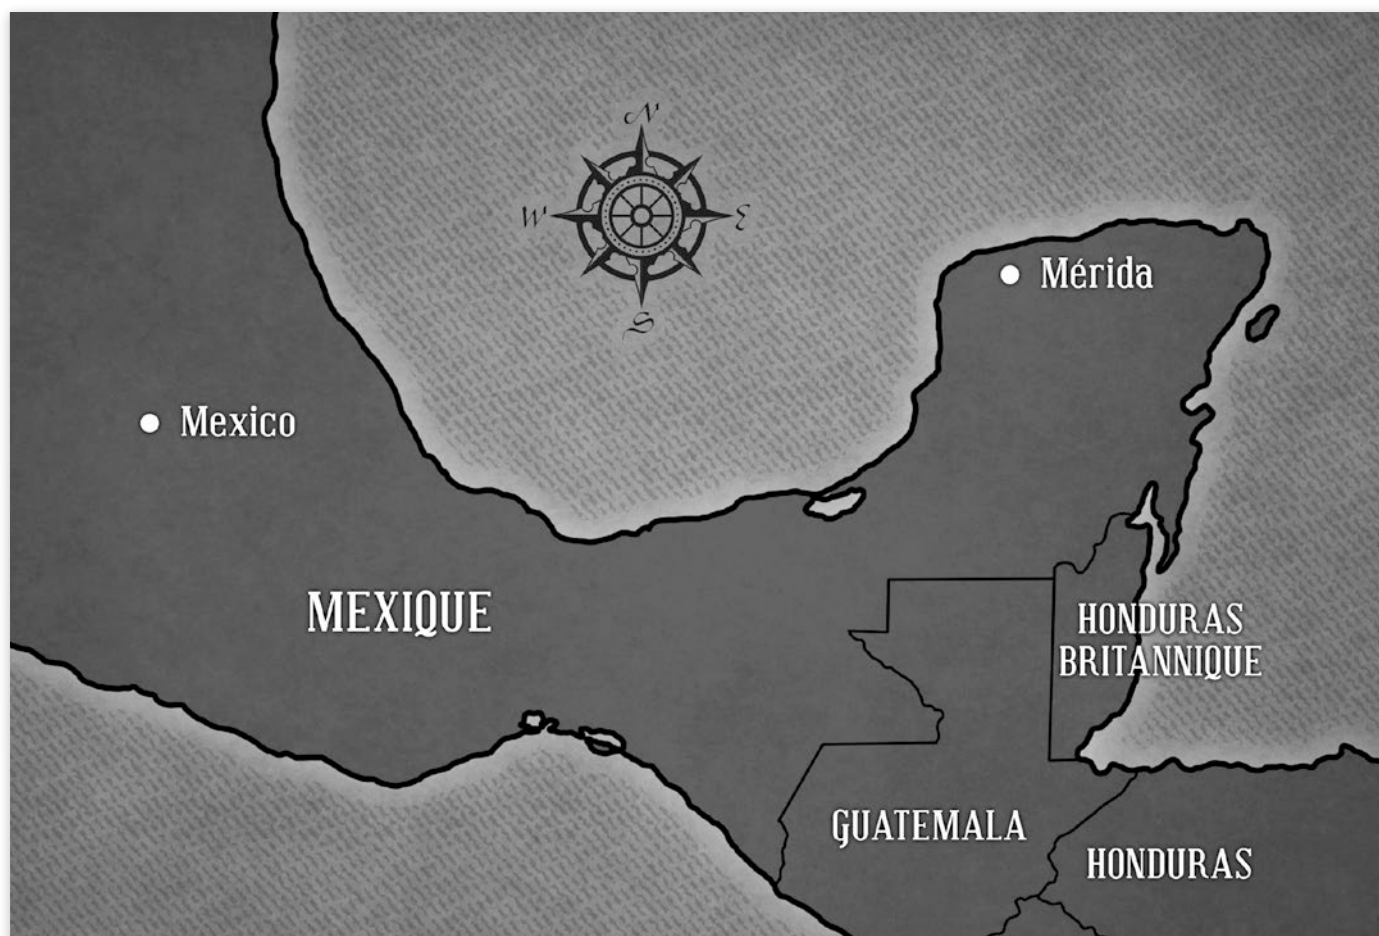 N
W
E
S
Mérida
Mexico
MEXIQUE
HONDURAS
BRITANNIQUE
GUATEMALA
HONDURAS